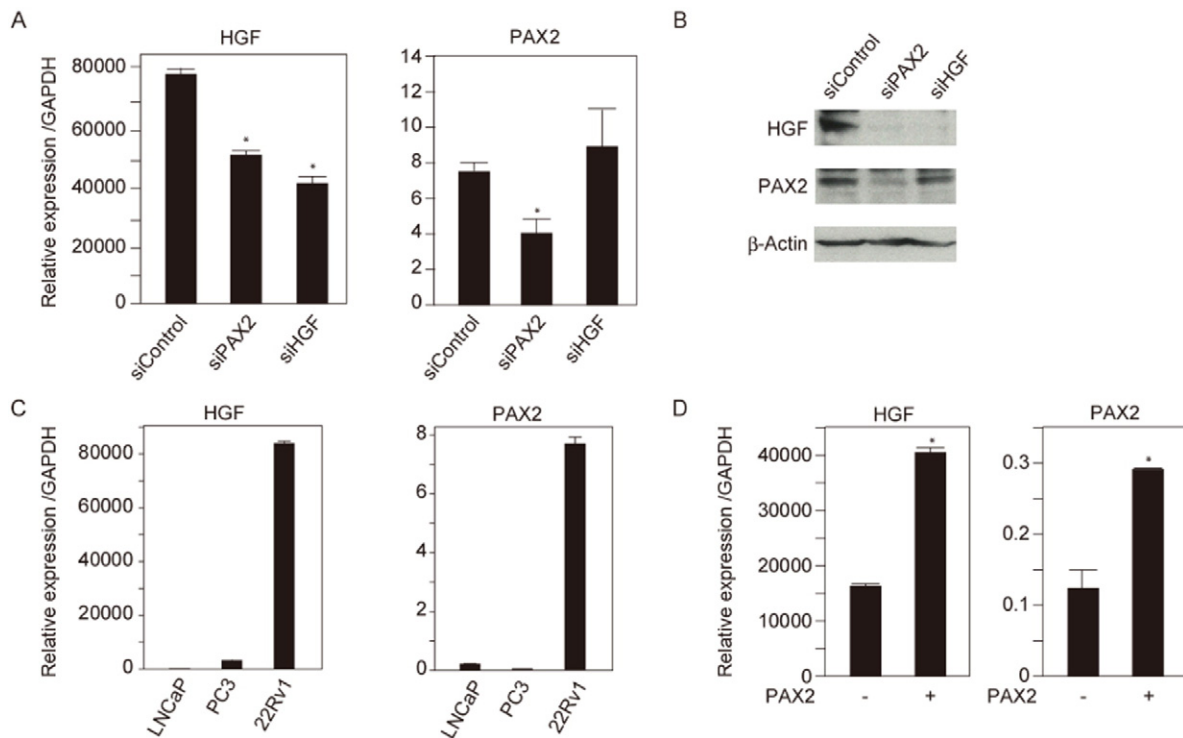 A
HGF
Relative expression /GAPDH
80000
60000
40000
20000
0
*
*
siControl
siPAX2
siHGF
PAX2
14
12
10
8
6
4
2
0
*
siControl
siPAX2
siHGF
B
siControl
siPAX2
siHGF
HGF
PAX2
β-Actin
C
HGF
Relative expression /GAPDH
80000
60000
40000
20000
0
LNCaP
PC3
22Rv1
PAX2
8
6
4
2
0
LNCaP
PC3
22Rv1
D
HGF
Relative expression /GAPDH
40000
30000
20000
10000
0
*
PAX2 - +
PAX2
0.3
0.2
0.1
0
*
PAX2 - +